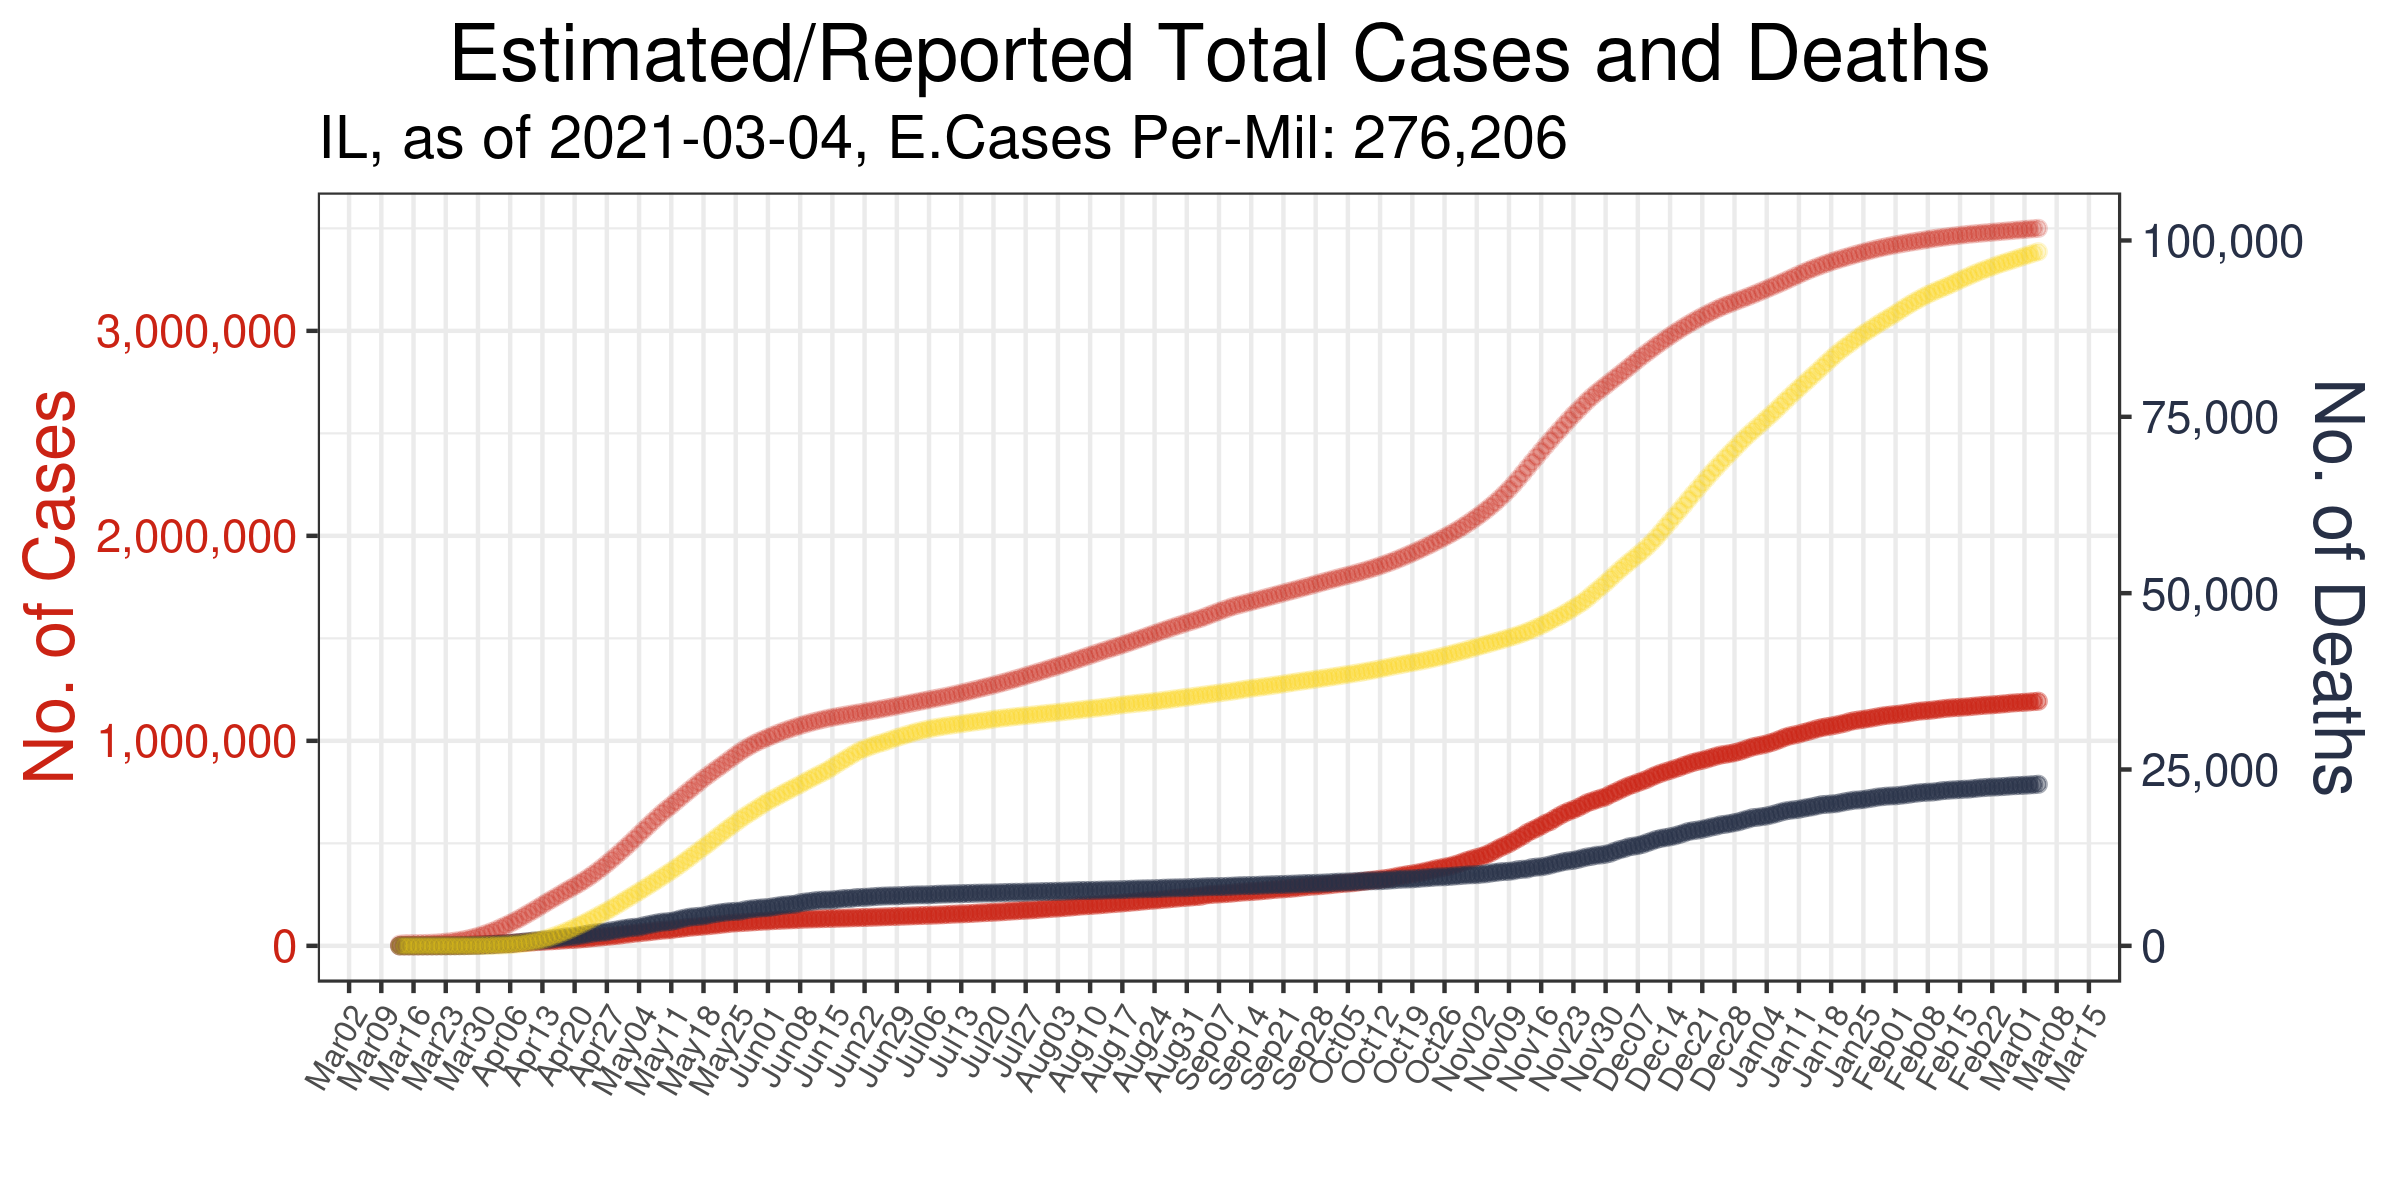 Estimated/Reported Total Cases and Deaths
IL, as of 2021-03-04, E.Cases Per-Mil: 276,206
No. of Cases
3,000,000
2,000,000
1,000,000
0
100,000
75,000
50,000
25,000
0
No. of Deaths
Mar02
Mar09
Mar16
Mar23
Mar30
Apr06
Apr13
Apr20
Apr27
May04
May11
May18
May25
Jun01
Jun08
Jun15
Jun22
Jun29
Jul06
Jul13
Jul20
Jul27
Aug03
Aug10
Aug17
Aug24
Aug31
Sep07
Sep14
Sep21
Sep28
Oct05
Oct12
Oct19
Oct26
Nov02
Nov09
Nov16
Nov23
Nov30
Dec07
Dec14
Dec21
Dec28
Jan04
Jan11
Jan18
Jan25
Feb01
Feb08
Feb15
Feb22
Mar01
Mar08
Mar15